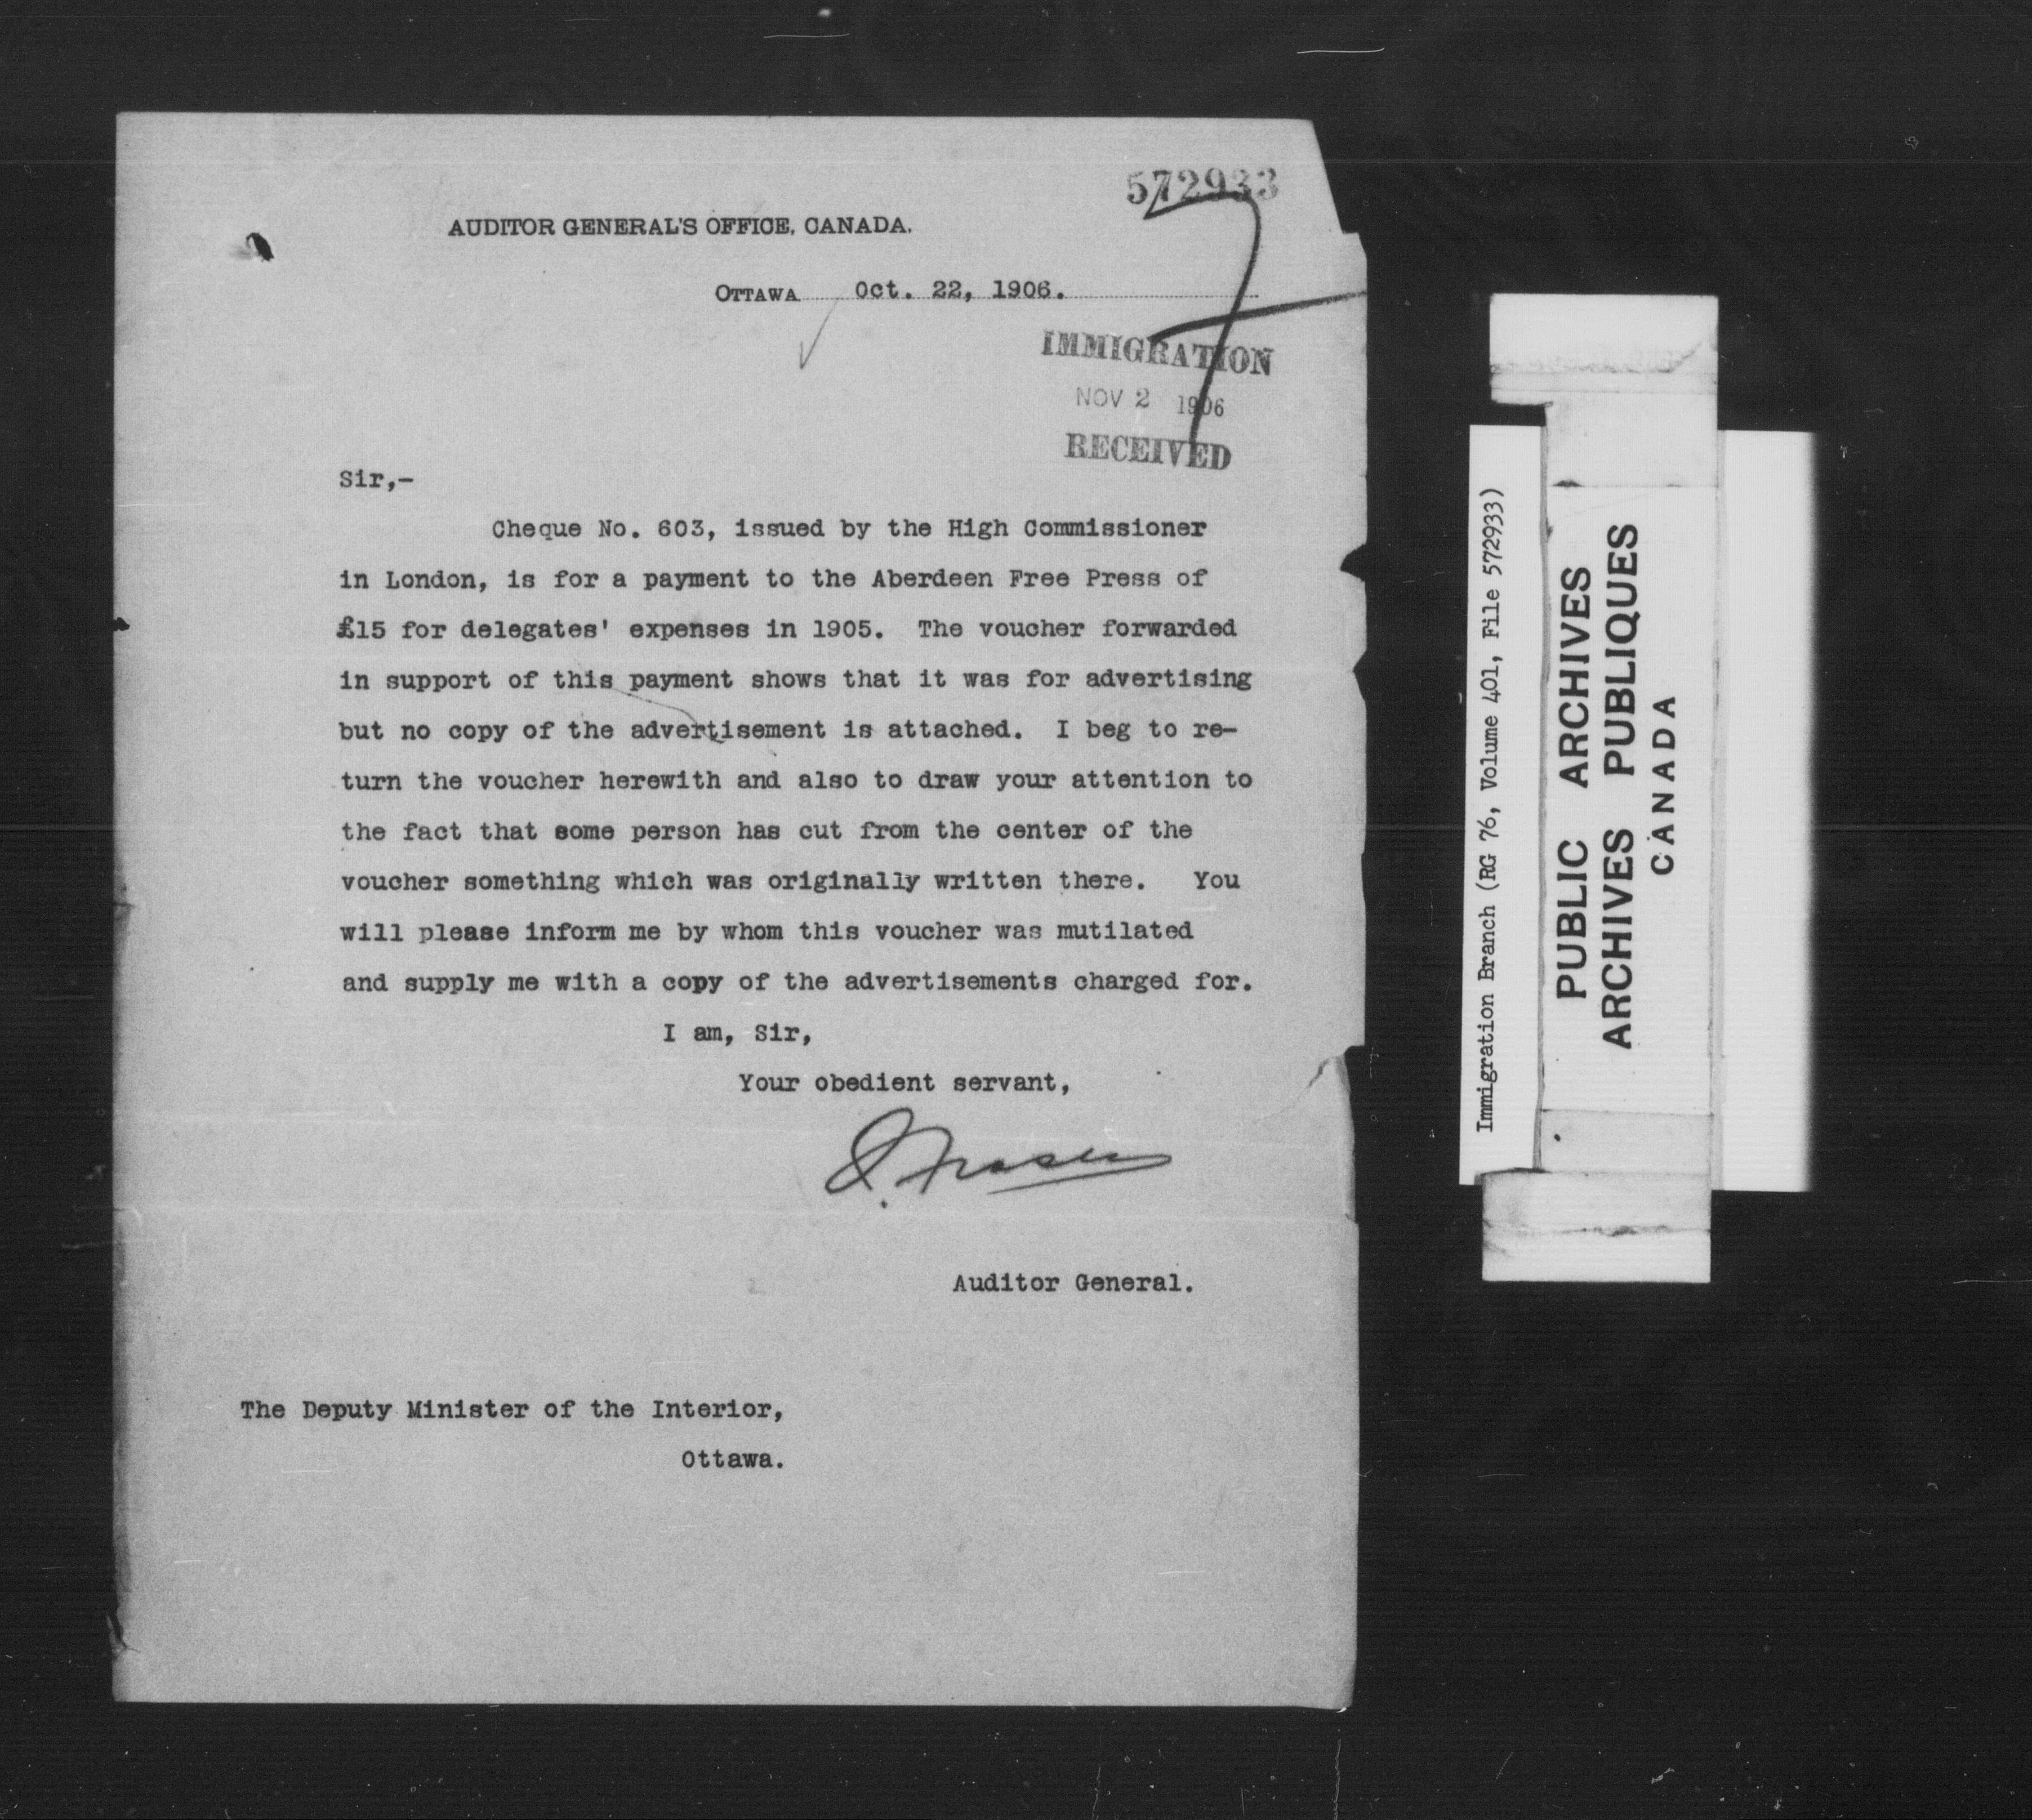 572933
AUDITOR GENERAL'S OFFICE, CANADA.
OTTAWA Oct. 22, 1906.
IMMIGRATION
NOV 2 1906
RECEIVED
Sir,-
Cheque No. 603, issued by the High Commissioner
in London, is for a payment to the Aberdeen Free Press of
£15 for delegates' expenses in 1905. The voucher forwarded
in support of this payment shows that it was for advertising
but no copy of the advertisement is attached. I beg to re-
turn the voucher herewith and also to draw your attention to
the fact that some person has cut from the center of the
voucher something which was originally written there. You
will please inform me by whom this voucher was mutilated
and supply me with a copy of the advertisements charged for.
I am, Sir,
Your obedient servant,
Fraser
Auditor General.
The Deputy Minister of the Interior,
Ottawa.
Immigration Branch (RG 76, Volume 401, File 572933)
PUBLIC ARCHIVES
ARCHIVES PUBLIQUES
CANADA